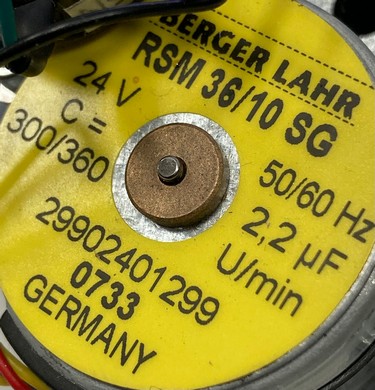 BERGER LAHR
RSM 36/10 SG
24 V 50/60 Hz
C = 2,2 µF
300/360 U/min
29902401299
0733
GERMANY